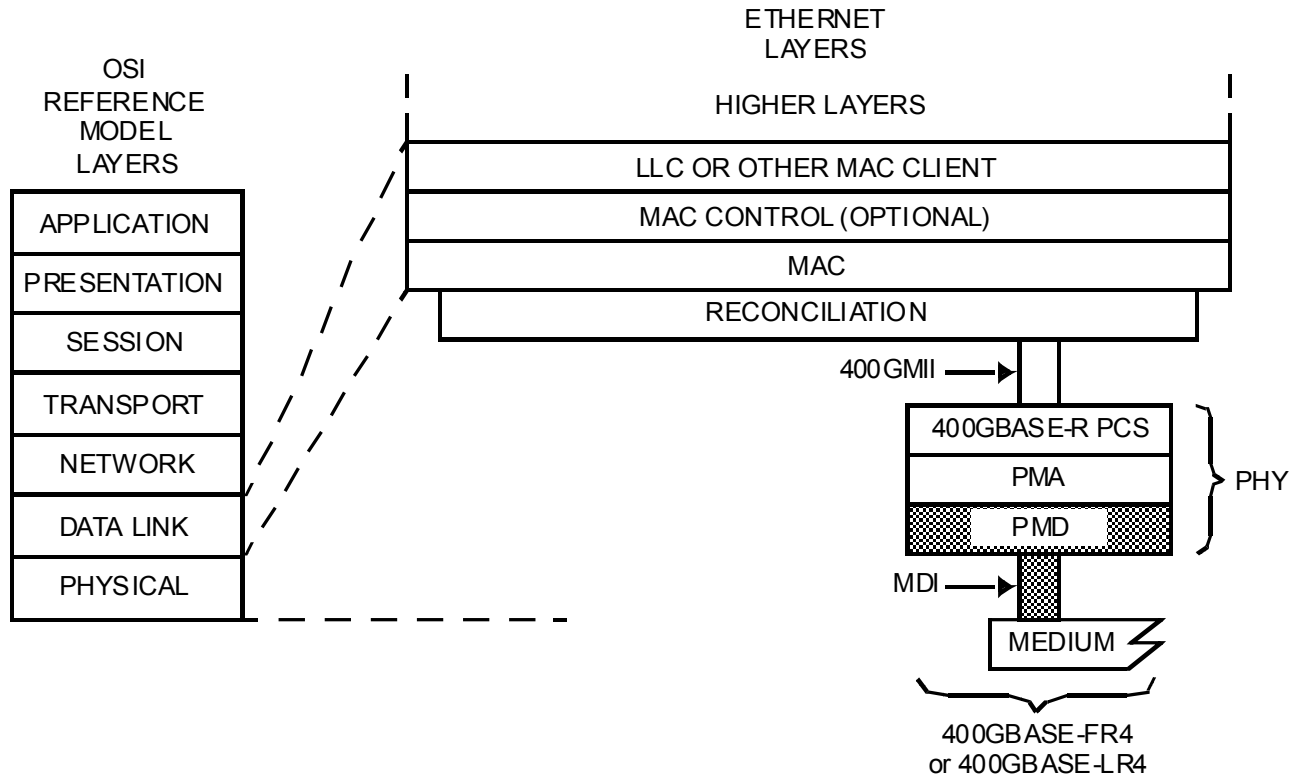 OSI
REFERENCE
MODEL
LAYERS
APPLICATION
PRESENTATION
SESSION
TRANSPORT
NETWORK
DATA LINK
PHYSICAL
ETHERNET
LAYERS
HIGHER LAYERS
LLC OR OTHER MAC CLIENT
MAC CONTROL (OPTIONAL)
MAC
RECONCILIATION
400GMII
400GBASE-R PCS
PMA
PMD
PHY
MDI
MEDIUM
400GBASE-FR4
or 400GBASE-LR4